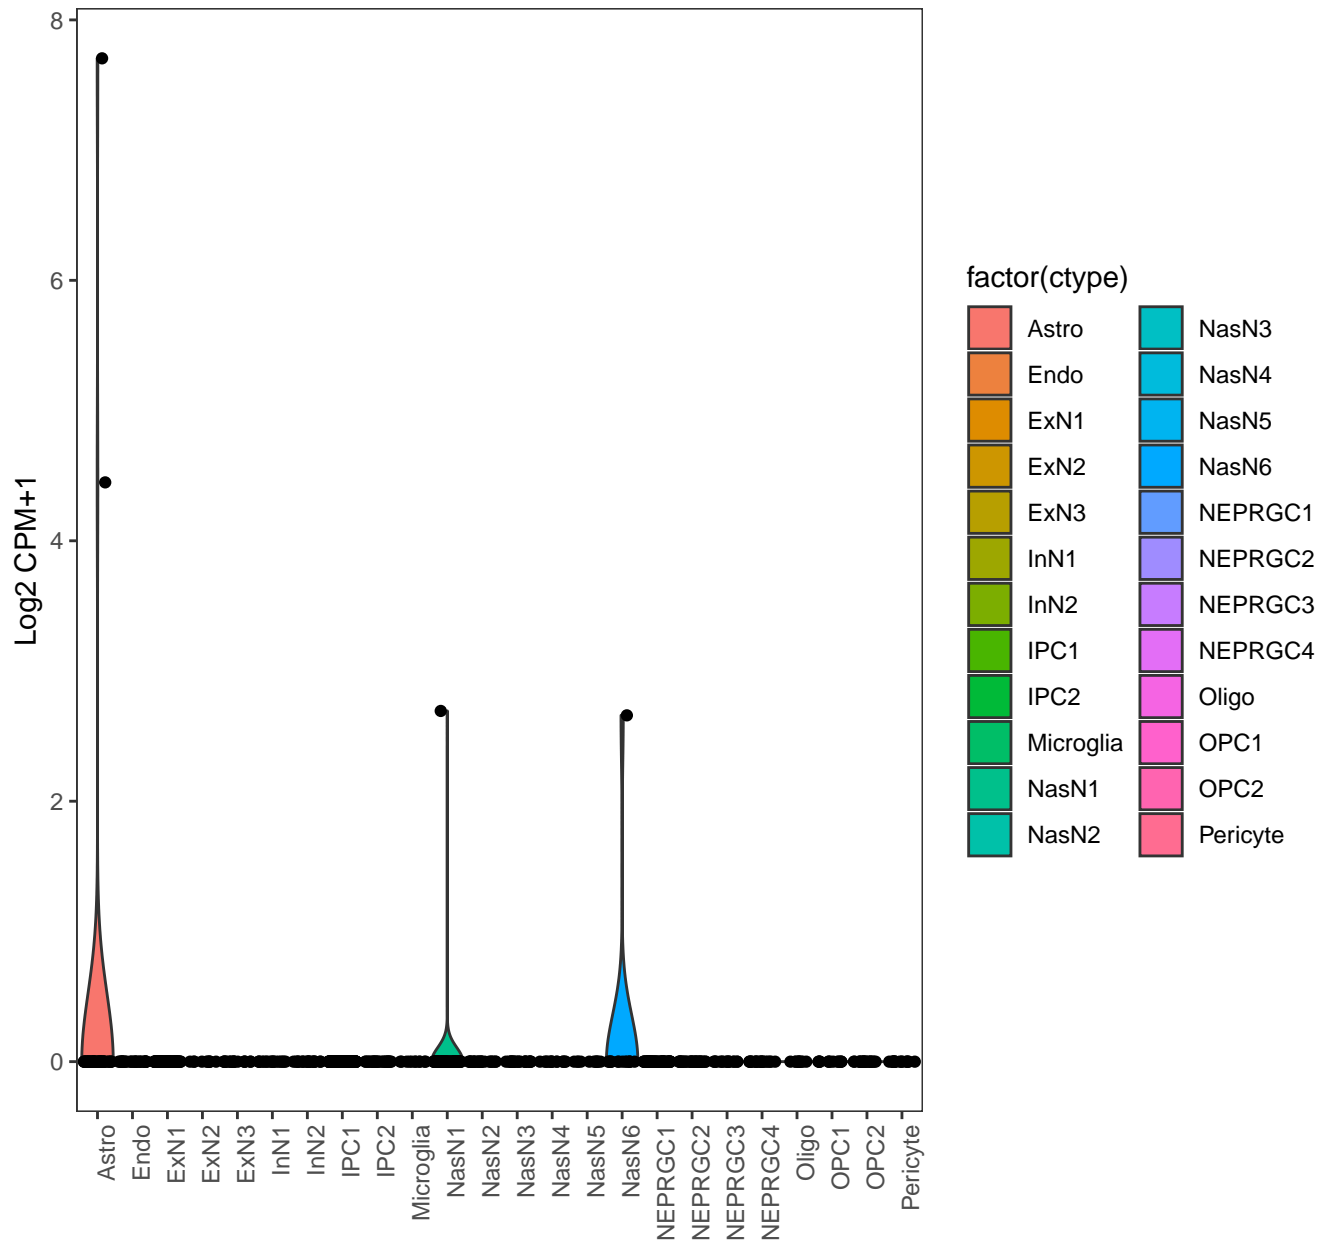 8
6
4
2
0
Log2 CPM+1
Astro
Endo
ExN1
ExN2
ExN3
InN1
InN2
IPC1
IPC2
Microglia
NasN1
NasN2
NasN3
NasN4
NasN5
NasN6
NEPRGC1
NEPRGC2
NEPRGC3
NEPRGC4
Oligo
OPC1
OPC2
Pericyte
factor(ctype)
Astro
Endo
ExN1
ExN2
ExN3
InN1
InN2
IPC1
IPC2
Microglia
NasN1
NasN2
NasN3
NasN4
NasN5
NasN6
NEPRGC1
NEPRGC2
NEPRGC3
NEPRGC4
Oligo
OPC1
OPC2
Pericyte